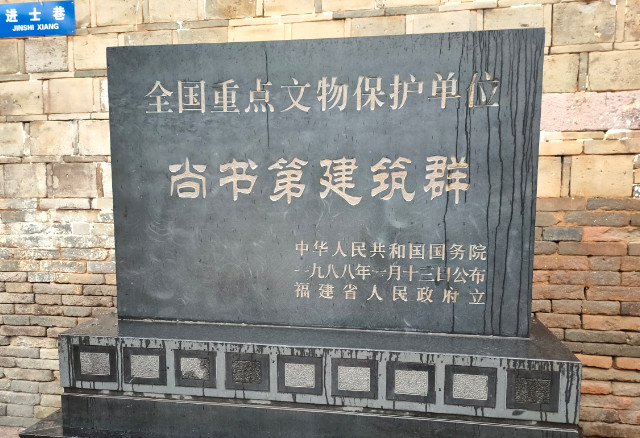 进士巷
JINSHI XIANG
全国重点文物保护单位
尚书第建筑群
中华人民共和国国务院
一九八八年一月十三日公布
福建省人民政府立